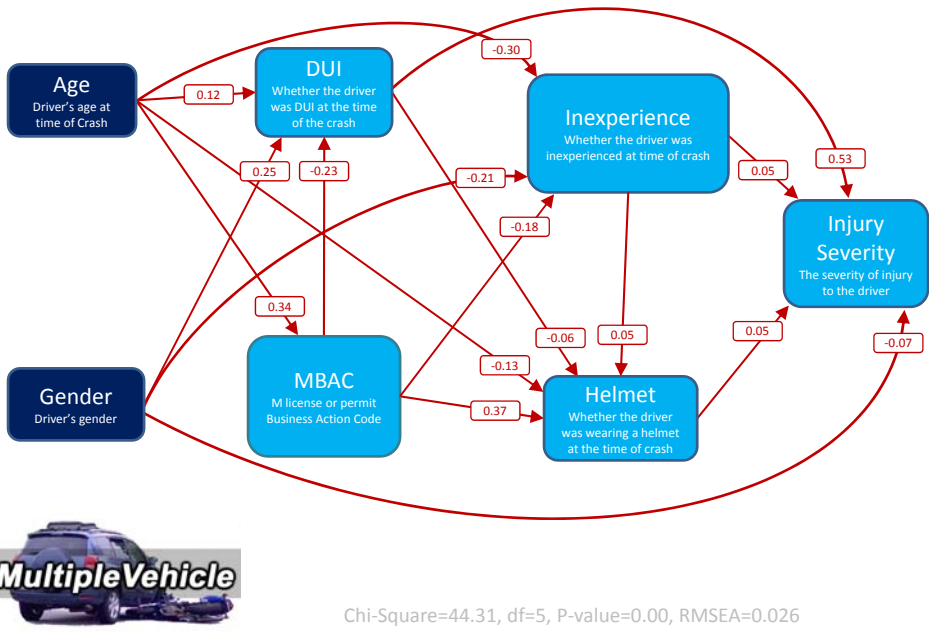 Age
Driver's age at
time of Crash
DUI
Whether the driver
was DUI at the time
of the crash
Inexperience
Whether the driver was
inexperienced at time of crash
Injury
Severity
The severity of injury
to the driver
Gender
Driver's gender
MBAC
M license or permit
Business Action Code
Helmet
Whether the driver
was wearing a helmet
at the time of crash
-0.30
0.12
0.25
-0.23
-0.21
0.05
0.53
-0.18
0.34
-0.06
0.05
0.05
-0.07
-0.13
0.37
MultipleVehicle
Chi-Square=44.31, df=5, P-value=0.00, RMSEA=0.026